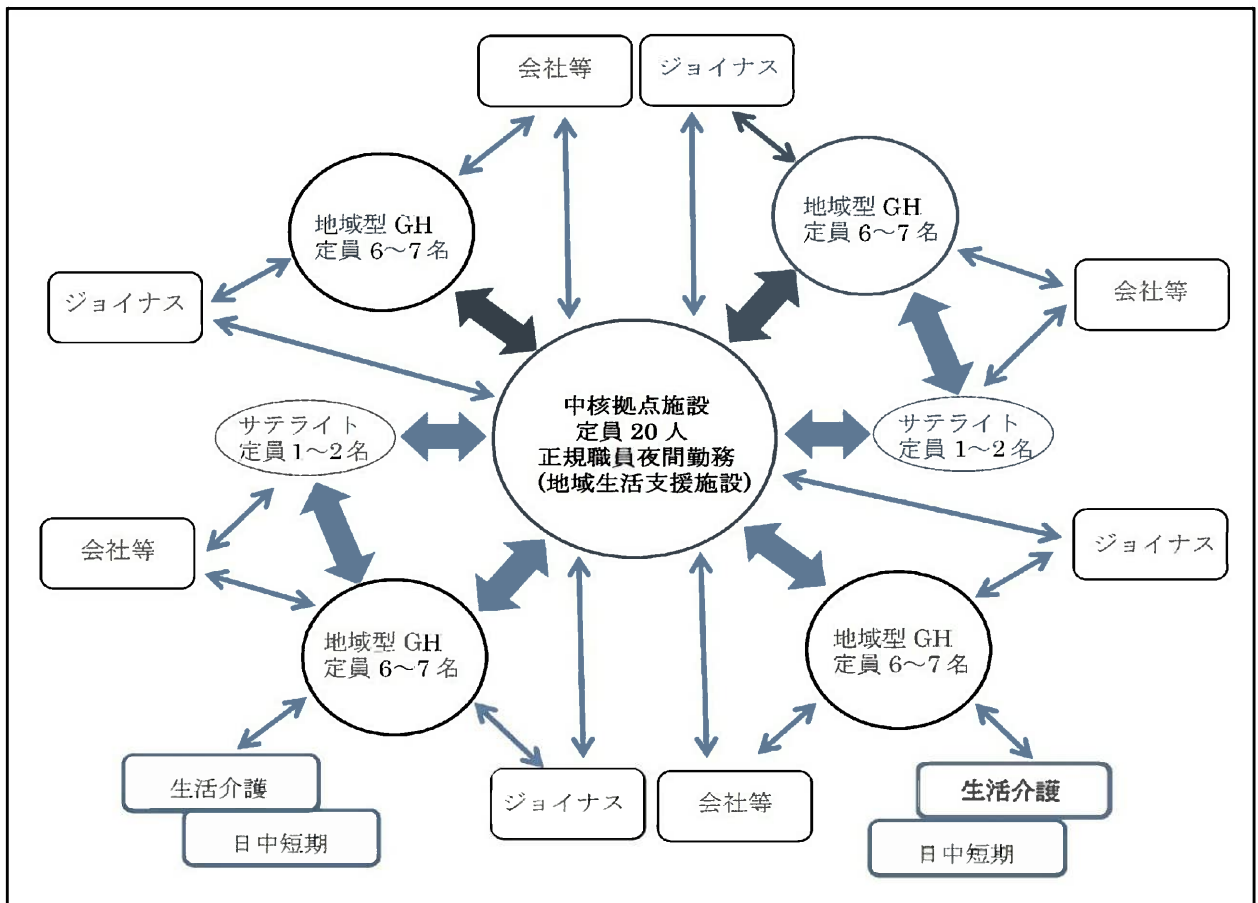 会社等
ジョイナス
地域型 GH
定員 6～7 名
地域型 GH
定員 6～7 名
ジョイナス
会社等
中核拠点施設
定員 20 人
正規職員夜間勤務
(地域生活支援施設)
サテライト
定員 1～2 名
サテライト
定員 1～2 名
会社等
ジョイナス
地域型 GH
定員 6～7 名
地域型 GH
定員 6～7 名
生活介護
日中短期
ジョイナス
会社等
生活介護
日中短期